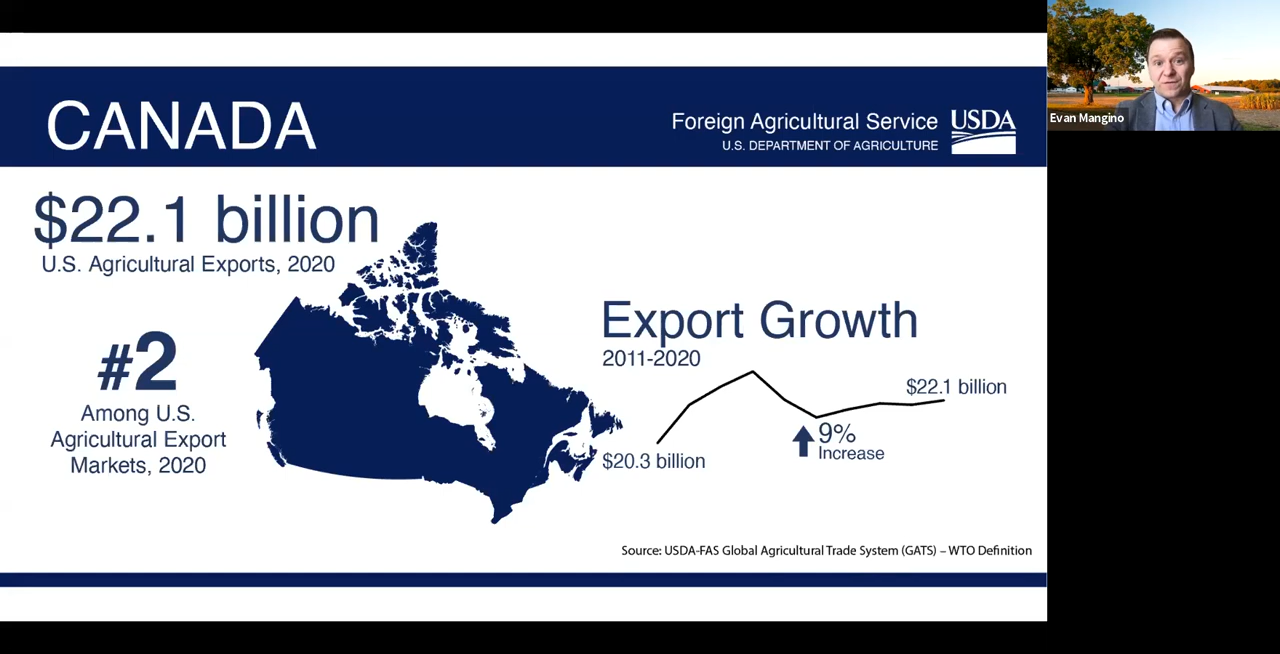 CANADA
Foreign Agricultural Service
U.S. DEPARTMENT OF AGRICULTURE
USDA
Evan Mangino
$22.1 billion
U.S. Agricultural Exports, 2020
#2
Among U.S.
Agricultural Export
Markets, 2020
Export Growth
2011-2020
$22.1 billion
9%
Increase
$20.3 billion
Source: USDA-FAS Global Agricultural Trade System (GATS) – WTO Definition